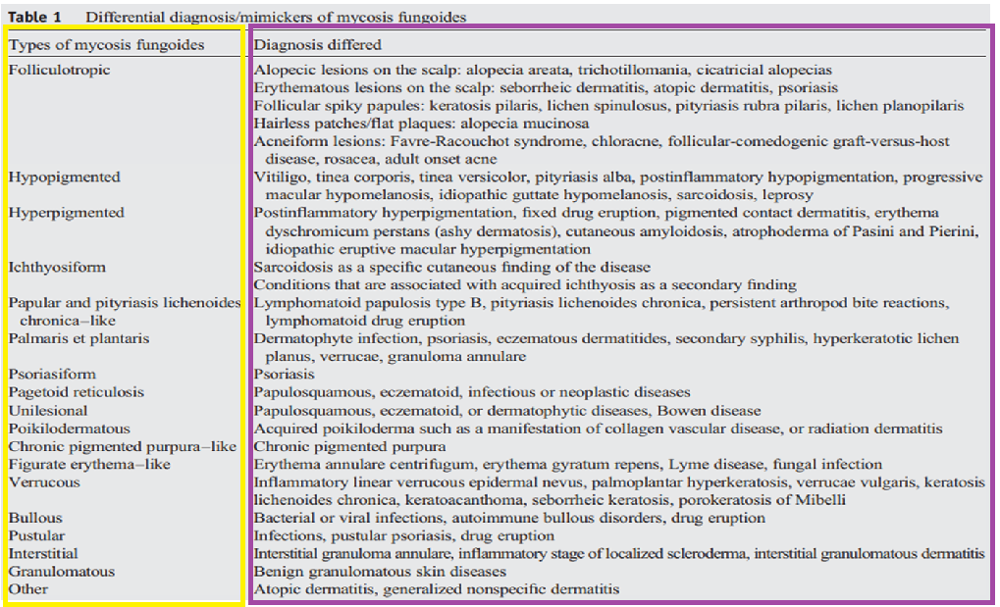 Table 1 Differential diagnosis/mimickers of mycosis fungoides
Types of mycosis fungoides Diagnosis differed
Folliculotropic Alopecic lesions on the scalp: alopecia areata, trichotillomania, cicatricial alopecias
Erythematous lesions on the scalp: seborrheic dermatitis, atopic dermatitis, psoriasis
Follicular spiky papules: keratosis pilaris, lichen spinulosus, pityriasis rubra pilaris, lichen planopilaris
Hairless patches/flat plaques: alopecia mucinosa
Acneiform lesions: Favre-Racouchot syndrome, chloracne, follicular-comedogenic graft-versus-host
disease, rosacea, adult onset acne
Hypopigmented Vitiligo, tinea corporis, tinea versicolor, pityriasis alba, postinflammatory hypopigmentation, progressive
macular hypomelanosis, idiopathic guttate hypomelanosis, sarcoidosis, leprosy
Hyperpigmented Postinflammatory hyperpigmentation, fixed drug eruption, pigmented contact dermatitis, erythema
dyschromicum perstans (ashy dermatosis), cutaneous amyloidosis, atrophoderma of Pasini and Pierini,
idiopathic eruptive macular hyperpigmentation
Ichthyosiform Sarcoidosis as a specific cutaneous finding of the disease
Conditions that are associated with acquired ichthyosis as a secondary finding
Papular and pityriasis lichenoides Lymphomatoid papulosis type B, pityriasis lichenoides chronica, persistent arthropod bite reactions,
chronica–like lymphomatoid drug eruption
Palmaris et plantaris Dermatophyte infection, psoriasis, eczematous dermatitides, secondary syphilis, hyperkeratotic lichen
planus, verrucae, granuloma annulare
Psoriasiform Psoriasis
Pagetoid reticulosis Papulosquamous, eczematoid, infectious or neoplastic diseases
Unilesional Papulosquamous, eczematoid, or dermatophytic diseases, Bowen disease
Poikilodermatous Acquired poikiloderma such as a manifestation of collagen vascular disease, or radiation dermatitis
Chronic pigmented purpura–like Chronic pigmented purpura
Figurate erythema–like Erythema annulare centrifugum, erythema gyratum repens, Lyme disease, fungal infection
Verrucous Inflammatory linear verrucous epidermal nevus, palmoplantar hyperkeratosis, verrucae vulgaris, keratosis
lichenoides chronica, keratoacanthoma, seborrheic keratosis, porokeratosis of Mibelli
Bullous Bacterial or viral infections, autoimmune bullous disorders, drug eruption
Pustular Infections, pustular psoriasis, drug eruption
Interstitial Interstitial granuloma annulare, inflammatory stage of localized scleroderma, interstitial granulomatous dermatitis
Granulomatous Benign granulomatous skin diseases
Other Atopic dermatitis, generalized nonspecific dermatitis